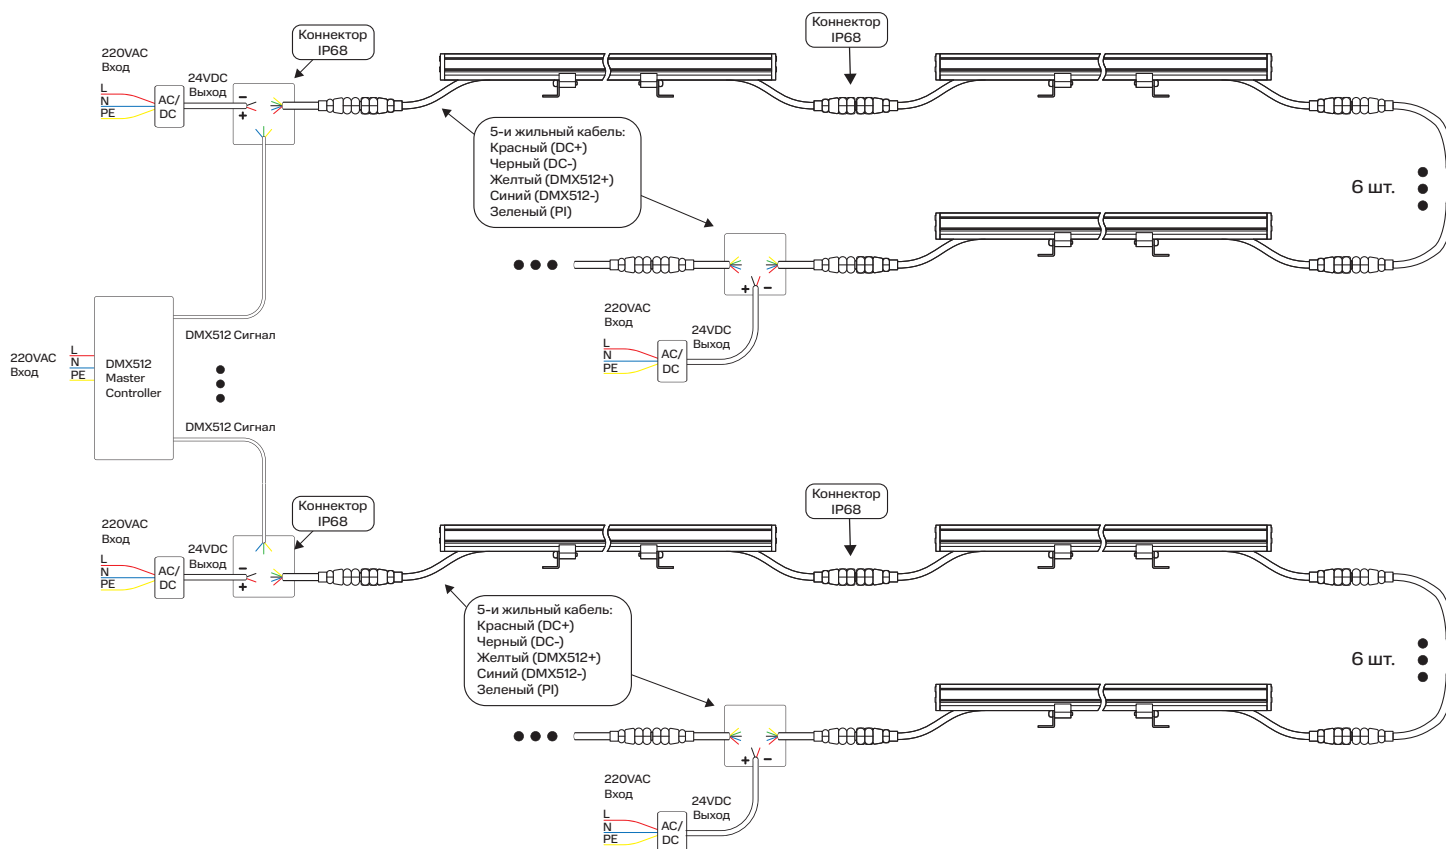 Коннектор
IP68
220VAC
Вход
L
N
PE
AC/
DC
24VDC
Выход
-
+
Коннектор
IP68
5-и жильный кабель:
Красный (DC+)
Черный (DC-)
Желтый (DMX512+)
Синий (DMX512-)
Зеленый (PI)
6 шт.
+ -
220VAC
Вход
L
N
PE
AC/
DC
24VDC
Выход
DMX512 Сигнал
220VAC
Вход
L
N
PE
DMX512
Master
Controller
DMX512 Сигнал
Коннектор
IP68
220VAC
Вход
L
N
PE
AC/
DC
24VDC
Выход
-
+
Коннектор
IP68
5-и жильный кабель:
Красный (DC+)
Черный (DC-)
Желтый (DMX512+)
Синий (DMX512-)
Зеленый (PI)
6 шт.
+ -
220VAC
Вход
L
N
PE
AC/
DC
24VDC
Выход